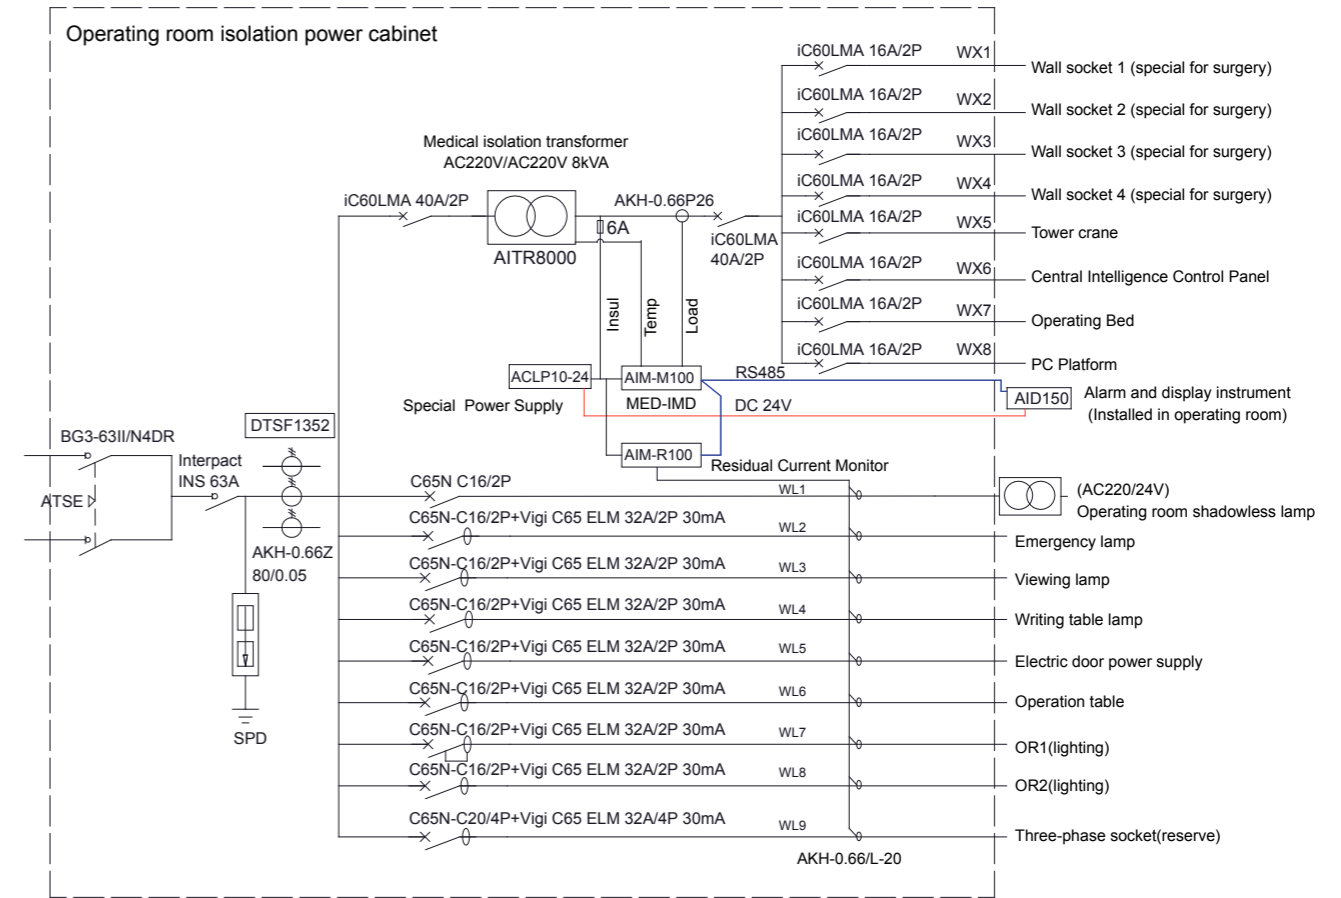 Operating room isolation power cabinet
iC60LMA 16A/2P
WX1
Wall socket 1 (special for surgery)
iC60LMA 16A/2P
WX2
Wall socket 2 (special for surgery)
iC60LMA 16A/2P
WX3
Wall socket 3 (special for surgery)
iC60LMA 16A/2P
WX4
Wall socket 4 (special for surgery)
iC60LMA 16A/2P
WX5
Tower crane
iC60LMA 16A/2P
WX6
Central Intelligence Control Panel
iC60LMA 16A/2P
WX7
Operating Bed
iC60LMA 16A/2P
WX8
PC Platform
Medical isolation transformer
AC220V/AC220V 8kVA
iC60LMA 40A/2P
AITR8000
6A
AKH-0.66P26
iC60LMA
40A/2P
Insul
Temp
Load
ACLP10-24
Special Power Supply
AIM-M100
MED-IMD
RS485
DC 24V
AID150
Alarm and display instrument
(Installed in operating room)
AIM-R100
Residual Current Monitor
BG3-63II/N4DR
ATSE
Interpact
INS 63A
DTSF1352
AKH-0.66Z
80/0.05
SPD
C65N C16/2P
WL1
(AC220/24V)
Operating room shadowless lamp
C65N-C16/2P+Vigi C65 ELM 32A/2P 30mA
WL2
Emergency lamp
C65N-C16/2P+Vigi C65 ELM 32A/2P 30mA
WL3
Viewing lamp
C65N-C16/2P+Vigi C65 ELM 32A/2P 30mA
WL4
Writing table lamp
C65N-C16/2P+Vigi C65 ELM 32A/2P 30mA
WL5
Electric door power supply
C65N-C16/2P+Vigi C65 ELM 32A/2P 30mA
WL6
Operation table
C65N-C16/2P+Vigi C65 ELM 32A/2P 30mA
WL7
OR1(lighting)
C65N-C16/2P+Vigi C65 ELM 32A/2P 30mA
WL8
OR2(lighting)
C65N-C20/4P+Vigi C65 ELM 32A/4P 30mA
WL9
Three-phase socket(reserve)
AKH-0.66/L-20